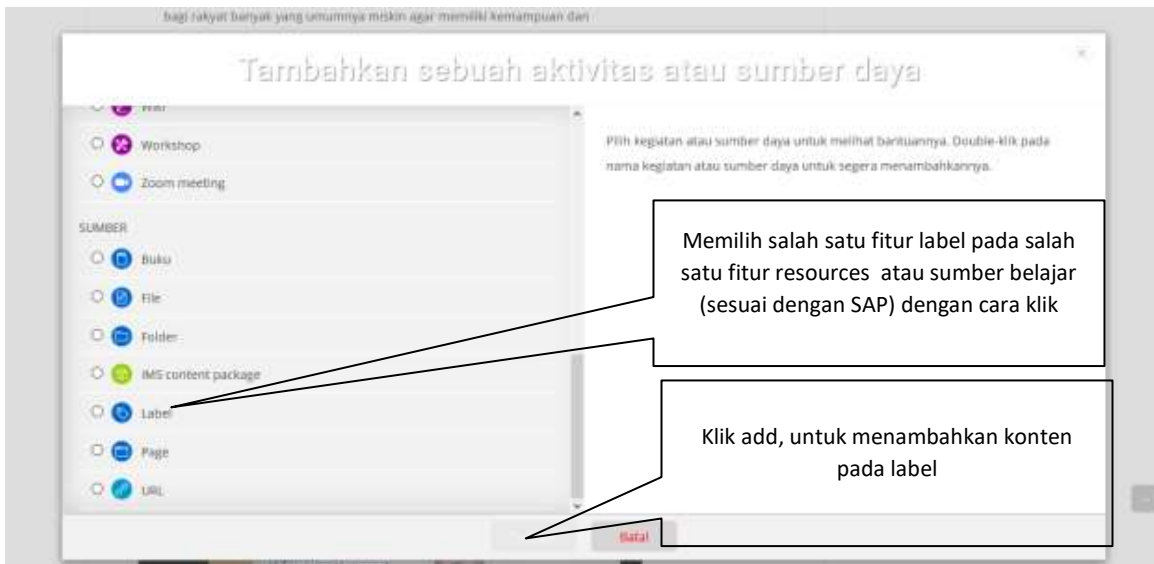 bagi rakyat banyak yang umumnya miskin agar memiliki kemampuan dan
Tambahkan sebuah aktivitas atau sumber daya
×
Wiki
Workshop
Zoom meeting
SUMBER
Buku
File
Folder
IMS content package
Label
Page
URL
Pilih kegiatan atau sumber daya untuk melihat bantuannya. Double-klik pada
nama kegiatan atau sumber daya untuk segera menambahkannya.
Memilih salah satu fitur label pada salah
satu fitur resources atau sumber belajar
(sesuai dengan SAP) dengan cara klik
Klik add, untuk menambahkan konten
pada label
Batal